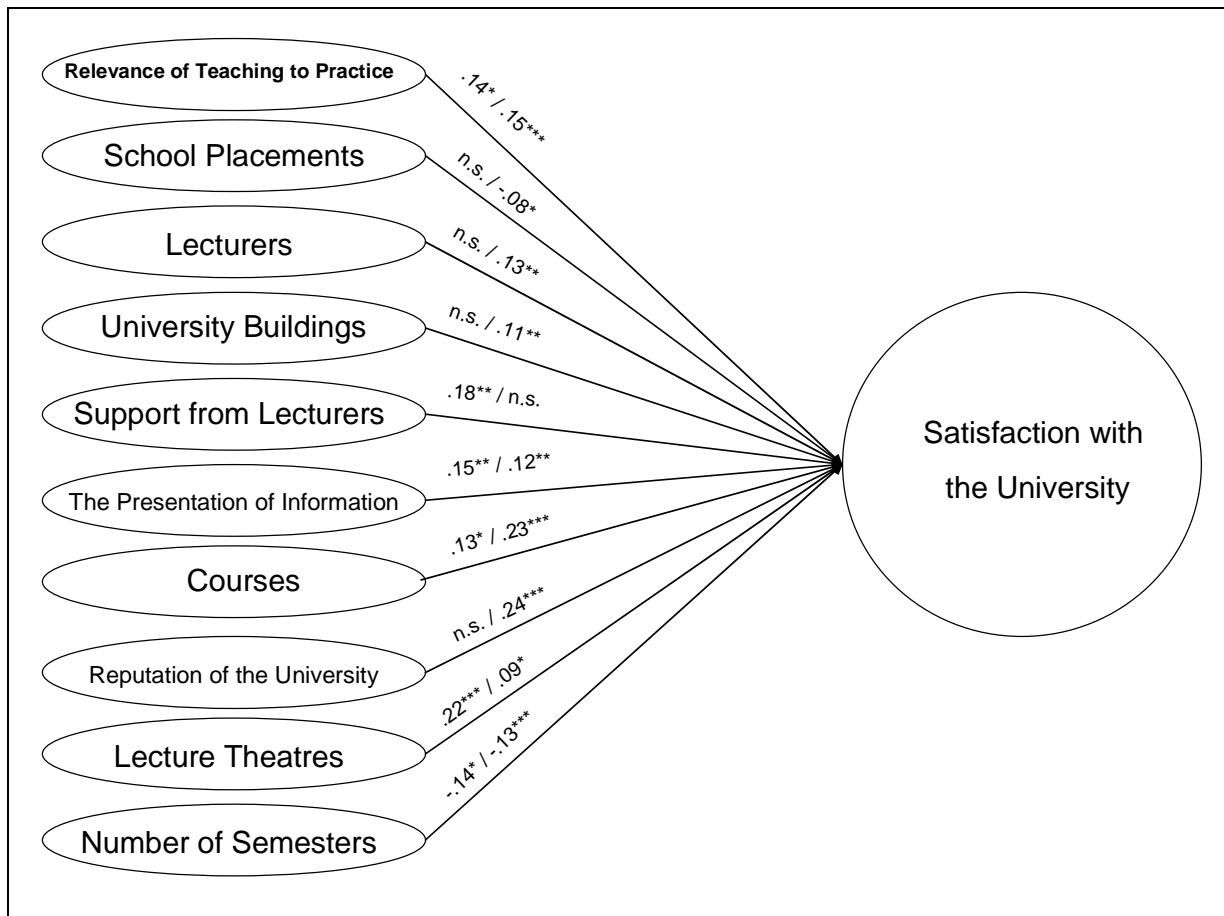 Relevance of Teaching to Practice
.14* / .15***
School Placements
n.s. / -.08*
Lecturers
n.s. / .13**
University Buildings
n.s. / .11**
Support from Lecturers
.18** / n.s.
The Presentation of Information
.15** / .12**
Courses
.13* / .23***
Reputation of the University
n.s. / .24***
Lecture Theatres
.22*** / .09*
Number of Semesters
-.14* / -.13***
Satisfaction with
the University